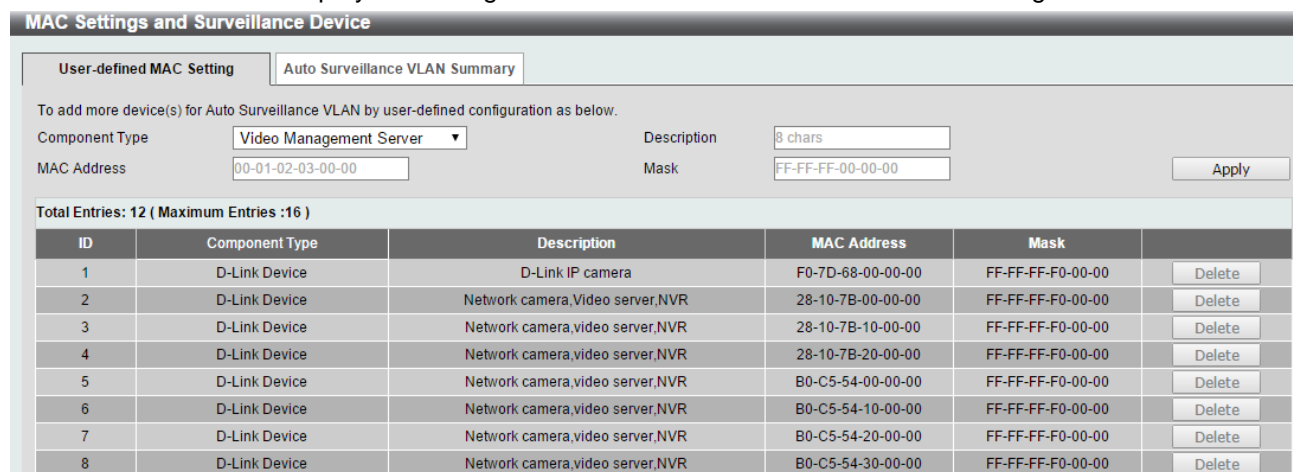 MAC Settings and Surveillance Device
User-defined MAC Setting Auto Surveillance VLAN Summary
To add more device(s) for Auto Surveillance VLAN by user-defined configuration as below.
Component Type Video Management Server ▼ Description 8 chars
MAC Address 00-01-02-03-00-00 Mask FF-FF-FF-00-00-00 Apply
Total Entries: 12 ( Maximum Entries :16 )
ID Component Type Description MAC Address Mask
1 D-Link Device D-Link IP camera F0-7D-68-00-00-00 FF-FF-FF-F0-00-00 Delete
2 D-Link Device Network camera,Video server,NVR 28-10-7B-00-00-00 FF-FF-FF-F0-00-00 Delete
3 D-Link Device Network camera,video server,NVR 28-10-7B-10-00-00 FF-FF-FF-F0-00-00 Delete
4 D-Link Device Network camera,video server,NVR 28-10-7B-20-00-00 FF-FF-FF-F0-00-00 Delete
5 D-Link Device Network camera,video server,NVR B0-C5-54-00-00-00 FF-FF-FF-F0-00-00 Delete
6 D-Link Device Network camera,video server,NVR B0-C5-54-10-00-00 FF-FF-FF-F0-00-00 Delete
7 D-Link Device Network camera,video server,NVR B0-C5-54-20-00-00 FF-FF-FF-F0-00-00 Delete
8 D-Link Device Network camera,video server,NVR B0-C5-54-30-00-00 FF-FF-FF-F0-00-00 Delete